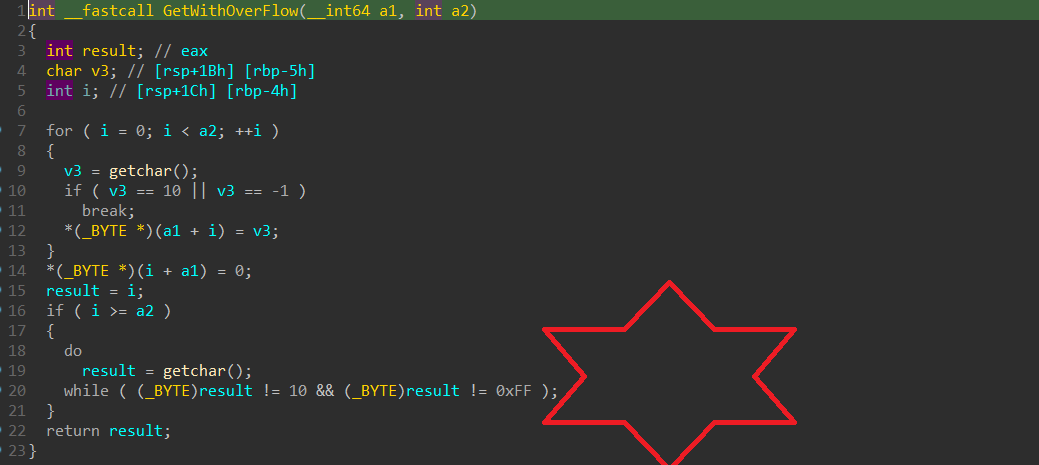 1 int __fastcall GetWithOverFlow(__int64 a1, int a2)
2 {
3   int result; // eax
4   char v3; // [rsp+1Bh] [rbp-5h]
5   int i; // [rsp+1Ch] [rbp-4h]
6
7   for ( i = 0; i < a2; ++i )
8   {
9     v3 = getchar();
10     if ( v3 == 10 || v3 == -1 )
11       break;
12     *(_BYTE *)(a1 + i) = v3;
13   }
14   *(_BYTE *)(i + a1) = 0;
15   result = i;
16   if ( i >= a2 )
17   {
18     do
19       result = getchar();
20     while ( (_BYTE)result != 10 && (_BYTE)result != 0xFF );
21   }
22   return result;
23 }